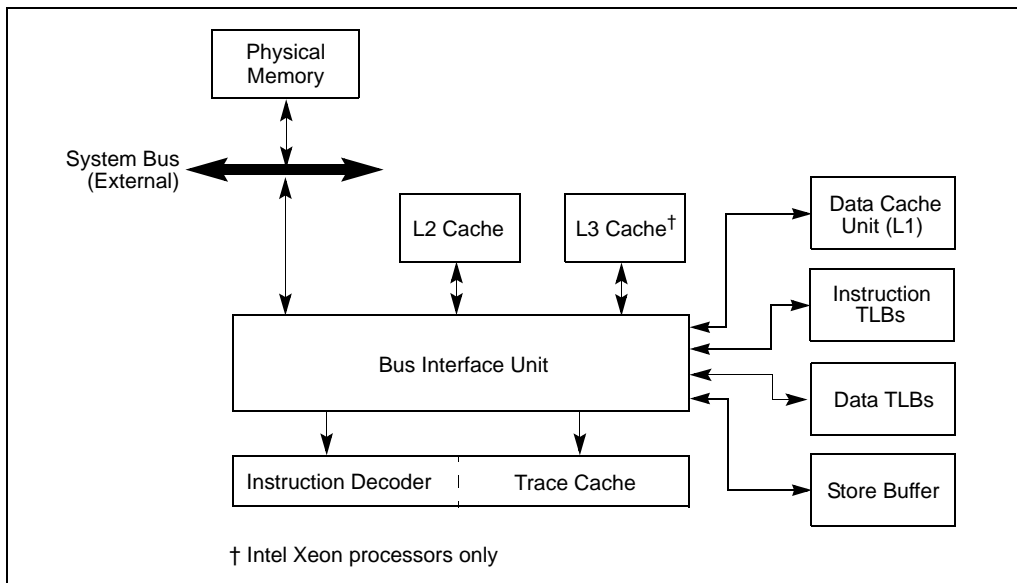 Physical
Memory
System Bus
(External)
L2 Cache
L3 Cache†
Data Cache
Unit (L1)
Instruction
TLBs
Bus Interface Unit
Data TLBs
Instruction Decoder
Trace Cache
Store Buffer
† Intel Xeon processors only